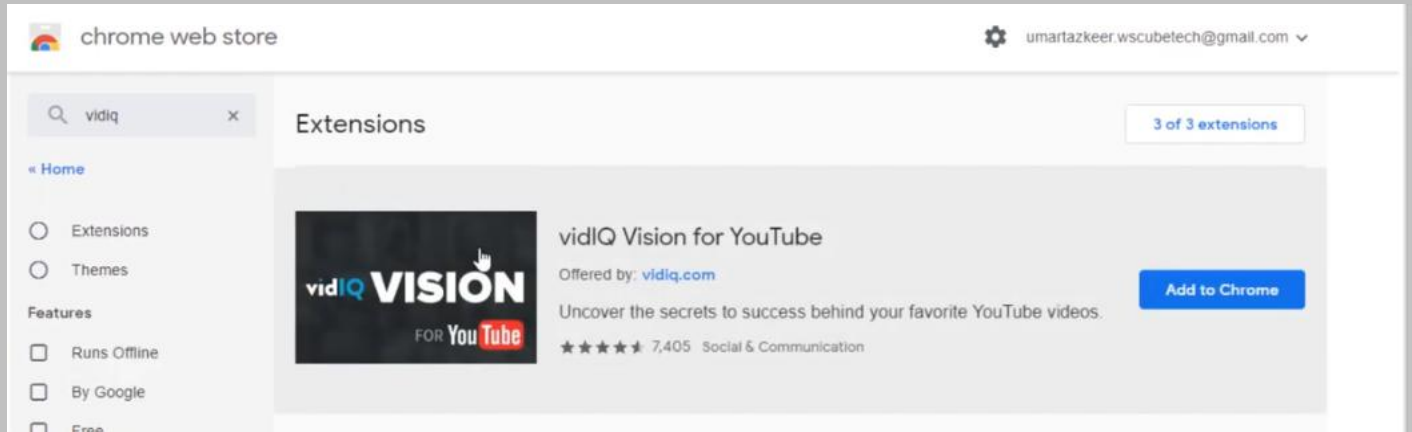 chrome web store
umartazkeer.wscubetech@gmail.com
vidiq
Extensions
3 of 3 extensions
« Home
Extensions
Themes
Features
Runs Offline
By Google
Free
vidIQ VISION
FOR YouTube
vidIQ Vision for YouTube
Offered by: vidiq.com
Uncover the secrets to success behind your favorite YouTube videos.
7,405 Social & Communication
Add to Chrome